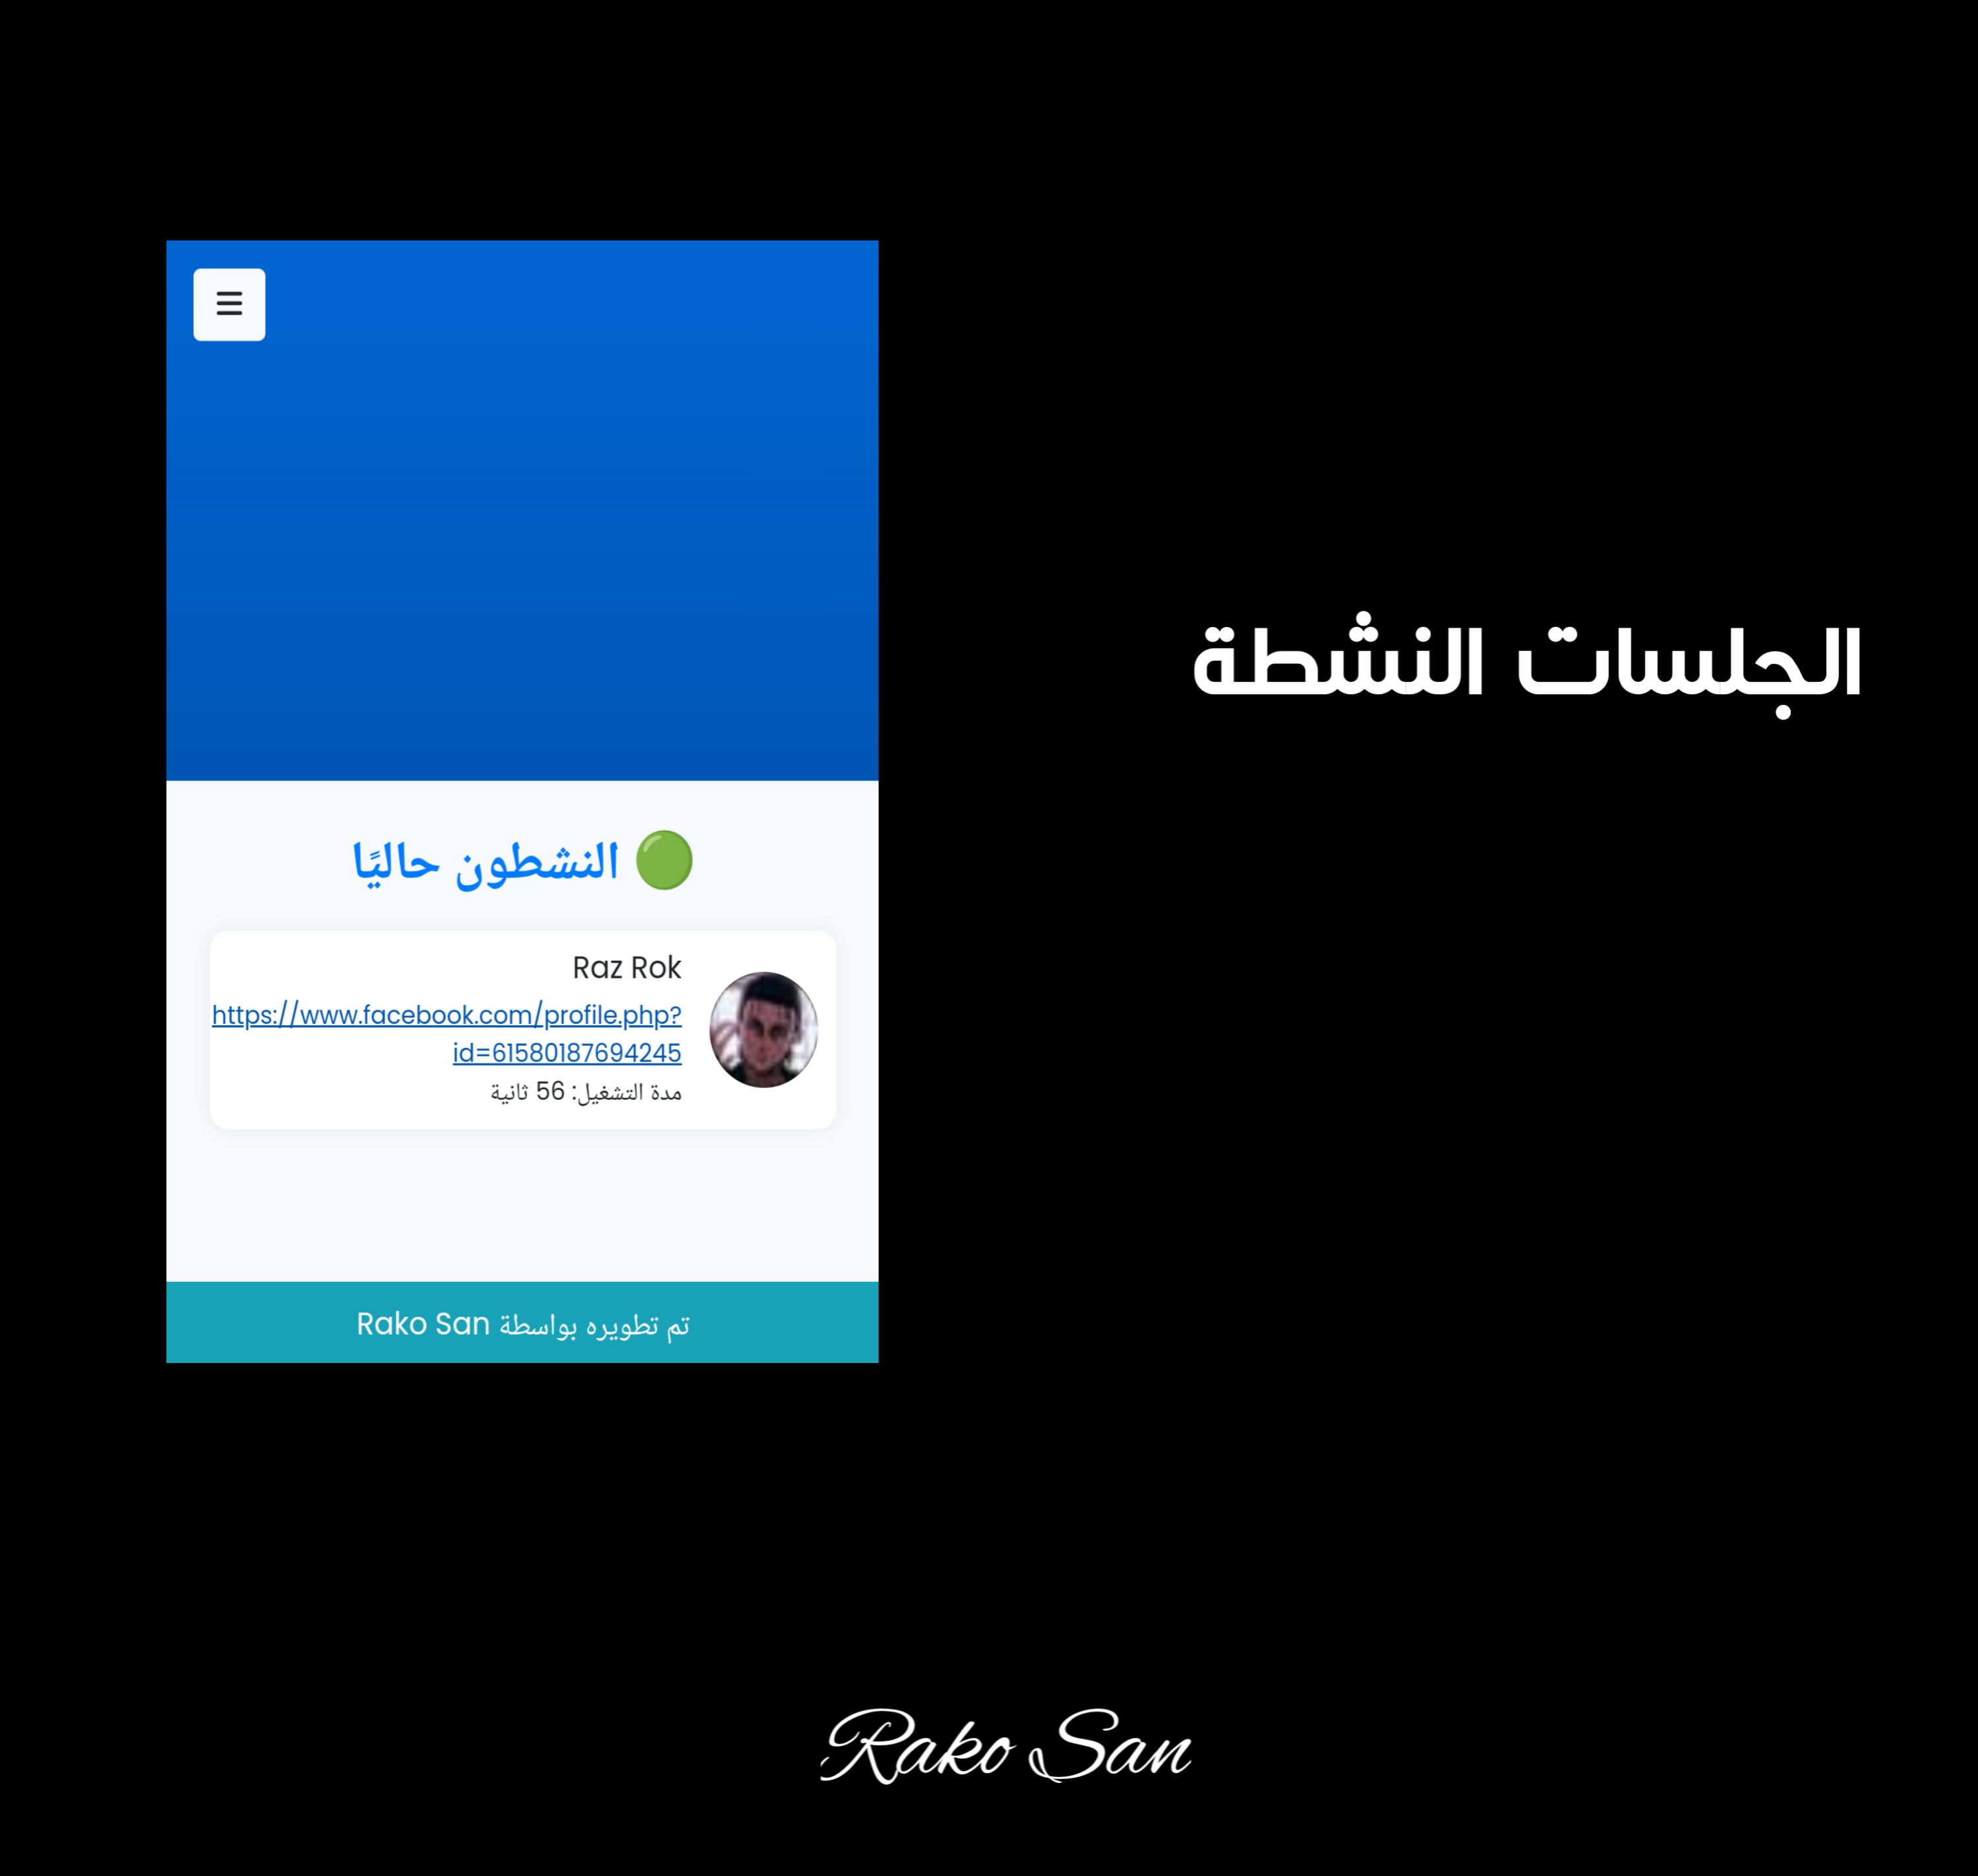 الجلسات النشطة
🟢 النشطون حاليًا
Raz Rok
https://www.facebook.com/profile.php?
id=61580187694245
مدة التشغيل: 56 ثانية
تم تطويره بواسطة Rako San
Rako San